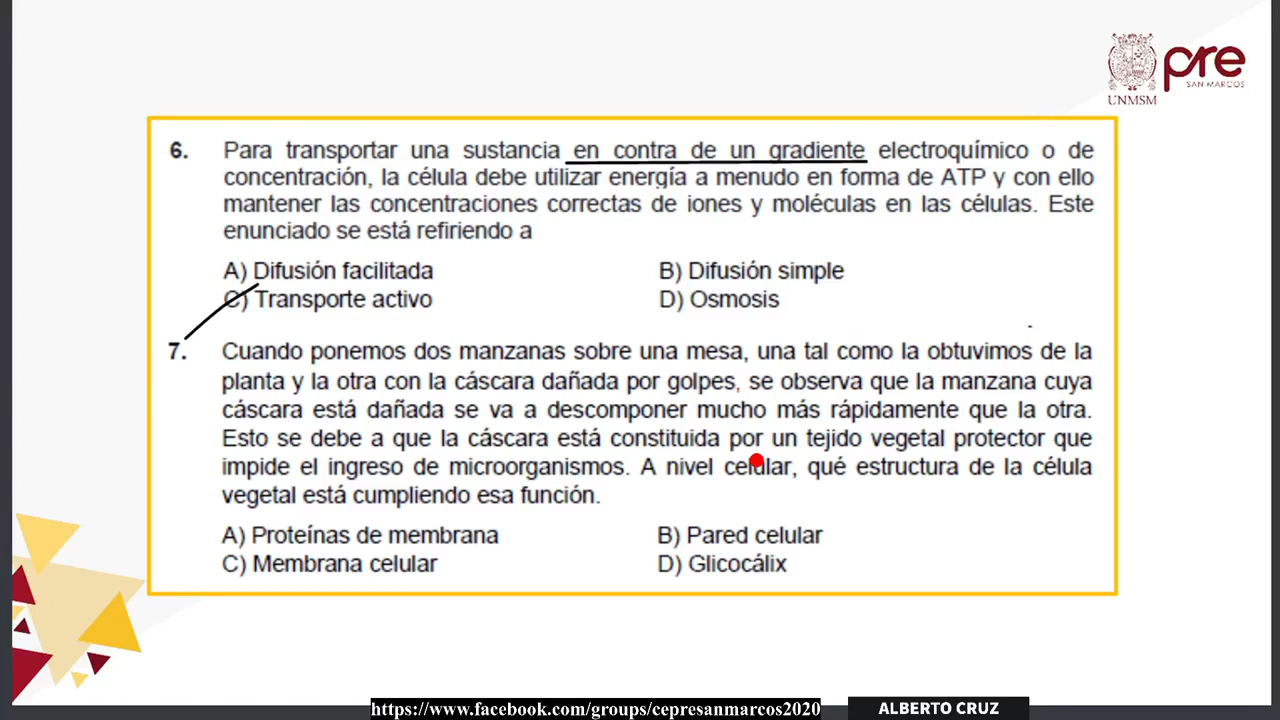 UNMSM
pre
SAN MARCOS
6. Para transportar una sustancia en contra de un gradiente electroquímico o de
concentración, la célula debe utilizar energía a menudo en forma de ATP y con ello
mantener las concentraciones correctas de iones y moléculas en las células. Este
enunciado se está refiriendo a
A) Difusión facilitada B) Difusión simple
C) Transporte activo D) Osmosis
7. Cuando ponemos dos manzanas sobre una mesa, una tal como la obtuvimos de la
planta y la otra con la cáscara dañada por golpes, se observa que la manzana cuya
cáscara está dañada se va a descomponer mucho más rápidamente que la otra.
Esto se debe a que la cáscara está constituida por un tejido vegetal protector que
impide el ingreso de microorganismos. A nivel celular, qué estructura de la célula
vegetal está cumpliendo esa función.
A) Proteínas de membrana B) Pared celular
C) Membrana celular D) Glicocálix
https://www.facebook.com/groups/cepresanmarcos2020
ALBERTO CRUZ